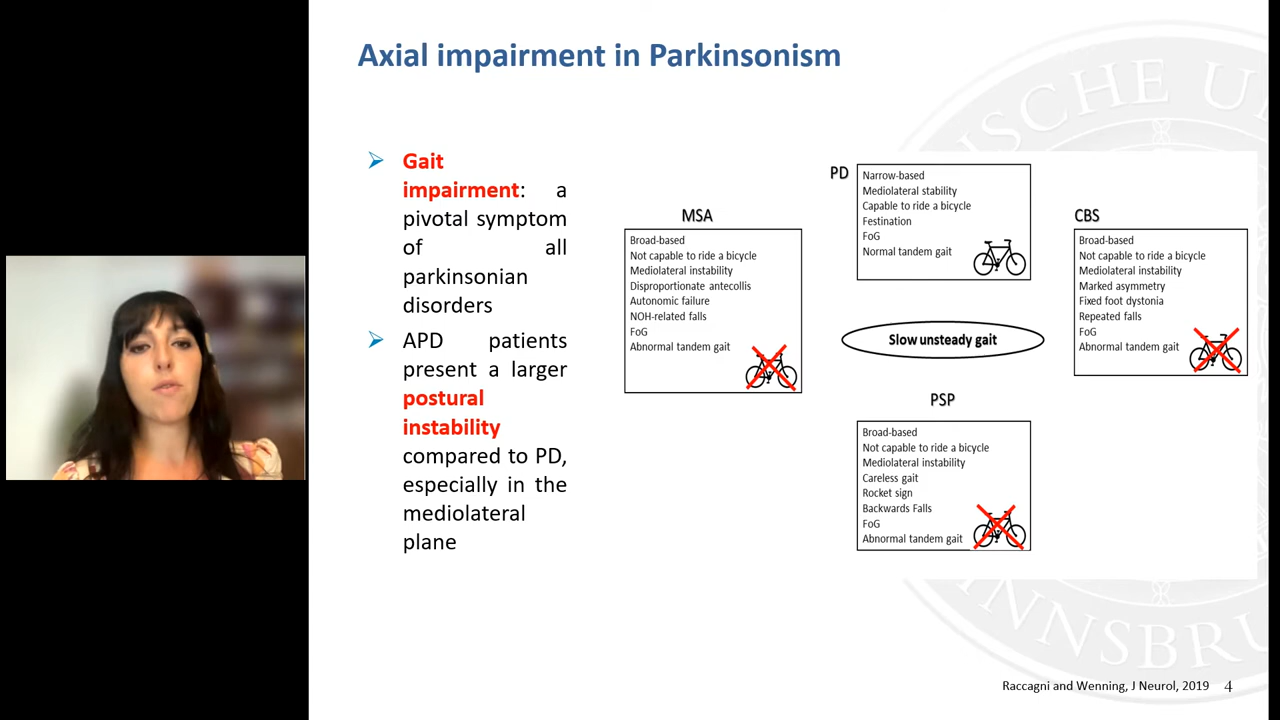 Axial impairment in Parkinsonism
Gait
impairment: a
pivotal symptom
of all
parkinsonian
disorders
APD patients
present a larger
postural
instability
compared to PD,
especially in the
mediolateral
plane
MSA
Broad-based
Not capable to ride a bicycle
Mediolateral instability
Disproportionate antecollis
Autonomic failure
NOH-related falls
FoG
Abnormal tandem gait
PD
Narrow-based
Mediolateral stability
Capable to ride a bicycle
Festination
FoG
Normal tandem gait
Slow unsteady gait
CBS
Broad-based
Not capable to ride a bicycle
Mediolateral instability
Marked asymmetry
Fixed foot dystonia
Repeated falls
FoG
Abnormal tandem gait
PSP
Broad-based
Not capable to ride a bicycle
Mediolateral instability
Careless gait
Rocket sign
Backwards Falls
FoG
Abnormal tandem gait
Raccagni and Wenning, J Neurol, 2019 4